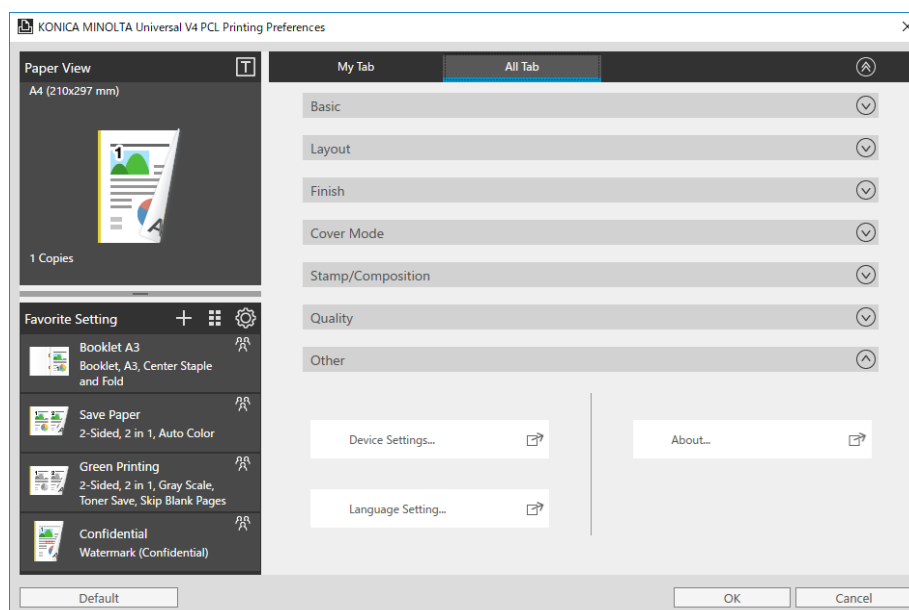 KONICA MINOLTA Universal V4 PCL Printing Preferences
Paper View
T
A4 (210x297 mm)
1
A
1 Copies
Favorite Setting
Booklet A3
Booklet, A3, Center Staple
and Fold
Save Paper
2-Sided, 2 in 1, Auto Color
Green Printing
2-Sided, 2 in 1, Gray Scale,
Toner Save, Skip Blank Pages
Confidential
Watermark (Confidential)
My Tab
All Tab
Basic
Layout
Finish
Cover Mode
Stamp/Composition
Quality
Other
Device Settings...
About...
Language Setting...
Default
OK
Cancel